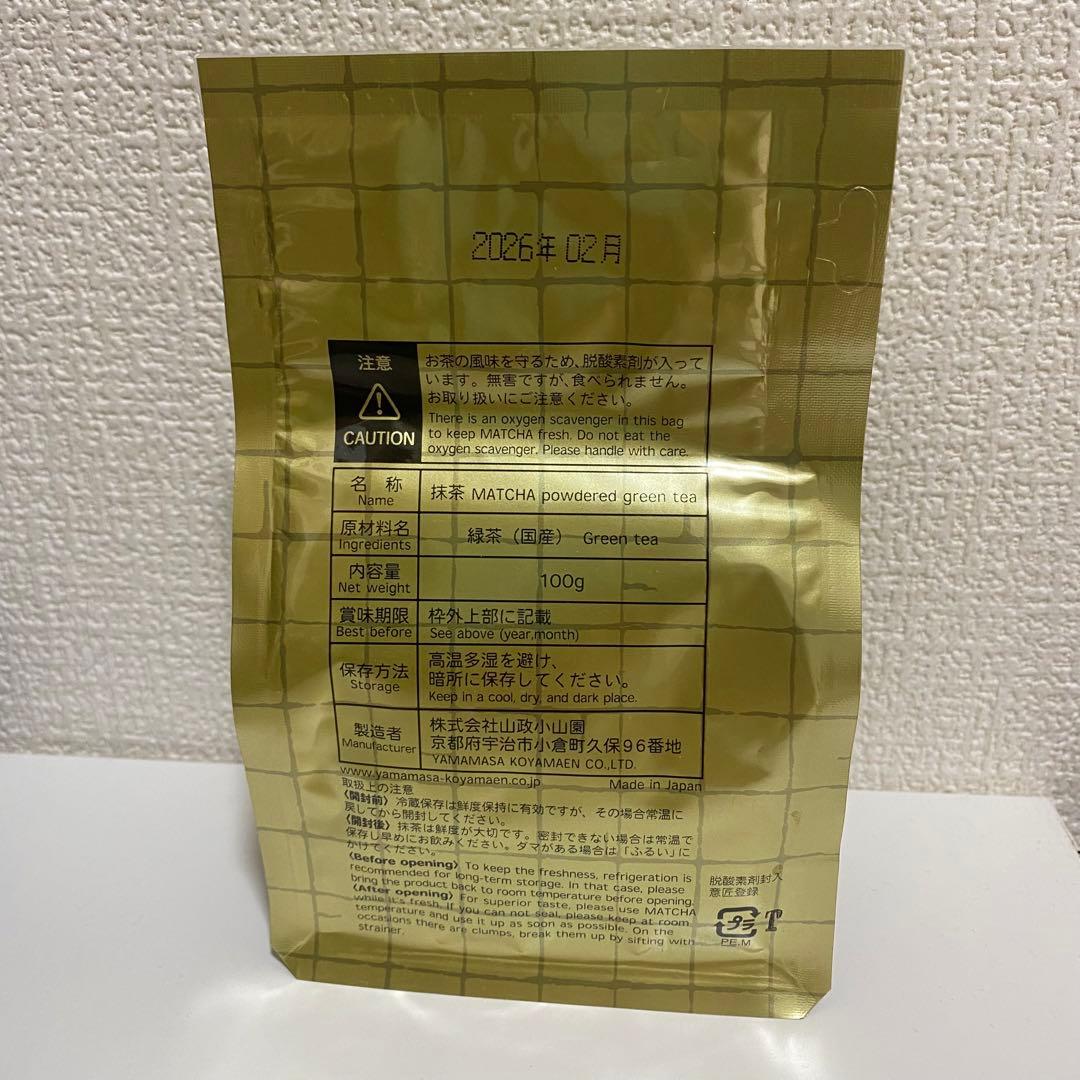 2026年 02月
注意
CAUTION
お茶の風味を守るため、脱酸素剤が入って
います。無害ですが、食べられません。
お取り扱いにご注意ください。
There is an oxygen scavenger in this bag
to keep MATCHA fresh. Do not eat the
oxygen scavenger. Please handle with care.
名 称
Name
抹茶 MATCHA powdered green tea
原材料名
Ingredients
緑茶（国産） Green tea
内容量
Net weight
100g
賞味期限
Best before
枠外上部に記載
See above (year,month)
保存方法
Storage
高温多湿を避け、
暗所に保存してください。
Keep in a cool, dry, and dark place.
製造者
Manufacturer
株式会社山政小山園
京都府宇治市小倉町久保96番地
YAMAMASA KOYAMAEN CO.,LTD.
www.yamamasa-koyamaen.co.jp Made in Japan
取扱上の注意
〈開封前〉冷蔵保存は鮮度保持に有効ですが、その場合常温に
戻してから開封してください。
〈開封後〉抹茶は鮮度が大切です。密封できない場合は常温で
保存し早めにお飲みください。ダマがある場合は「ふるい」に
かけてください。
〈Before opening〉To keep the freshness, refrigeration is
recommended for long-term storage. In that case, please
bring the product back to room temperature before opening.
〈After opening〉For superior taste, please use MATCHA
while it's fresh. If you can not seal, please keep at room
temperature and use it up as soon as possible. On the
occasions there are clumps, break them up by sifting with
strainer.
脱酸素剤封入
意匠登録
プラ T
PE.M